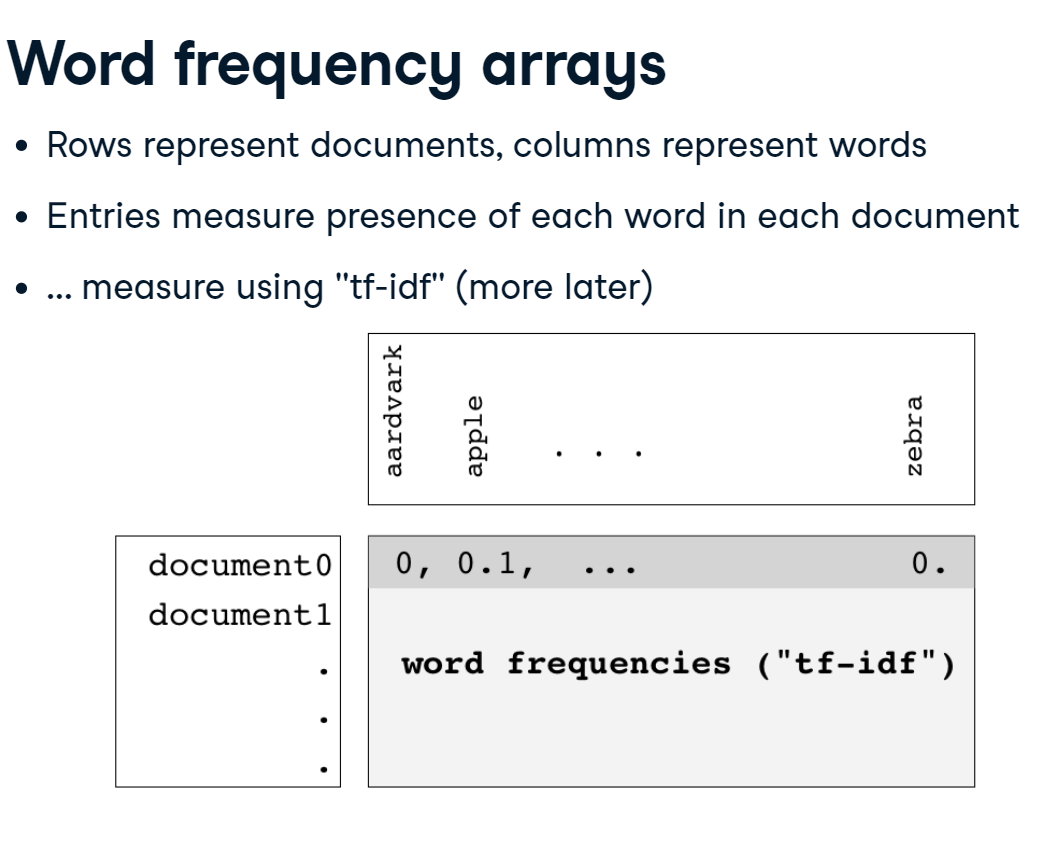 Word frequency arrays
• Rows represent documents, columns represent words
• Entries measure presence of each word in each document
• ... measure using "tf-idf" (more later)
aardvark apple . . . zebra
document0 0, 0.1, ... 0.
document1
. word frequencies ("tf-idf")
.
.